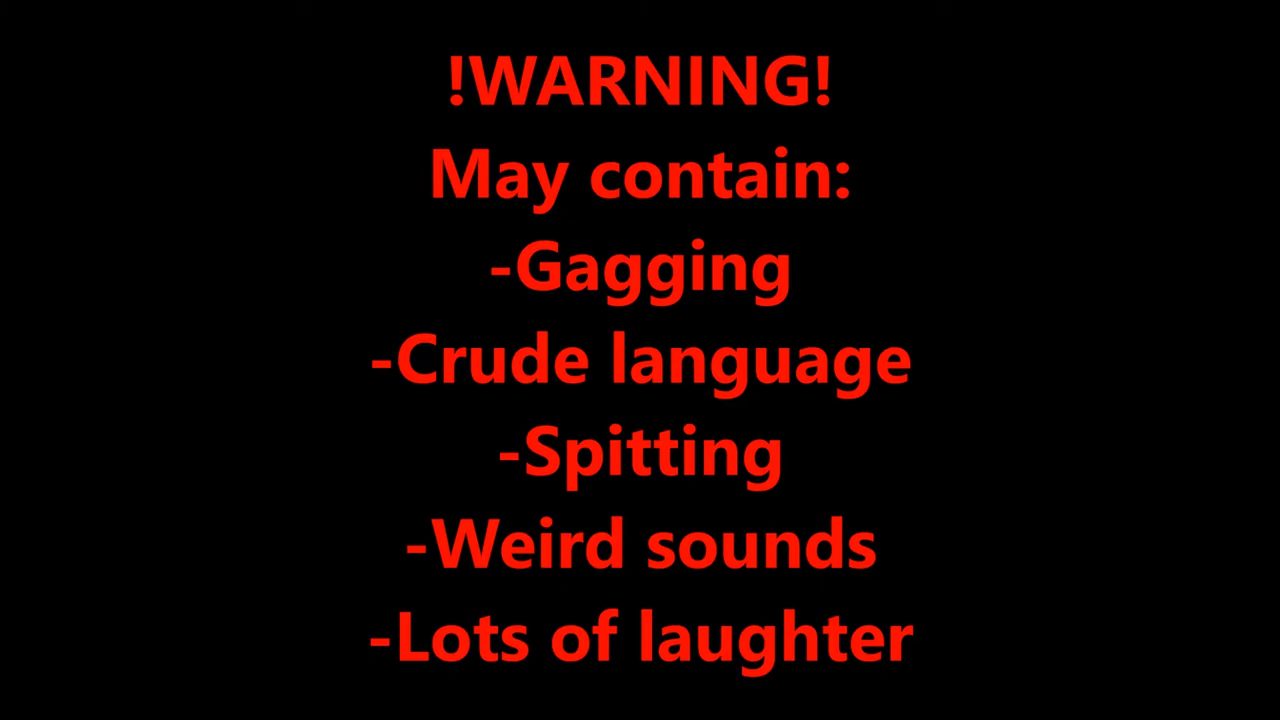 !WARNING!
May contain:
-Gagging
-Crude language
-Spitting
-Weird sounds
-Lots of laughter